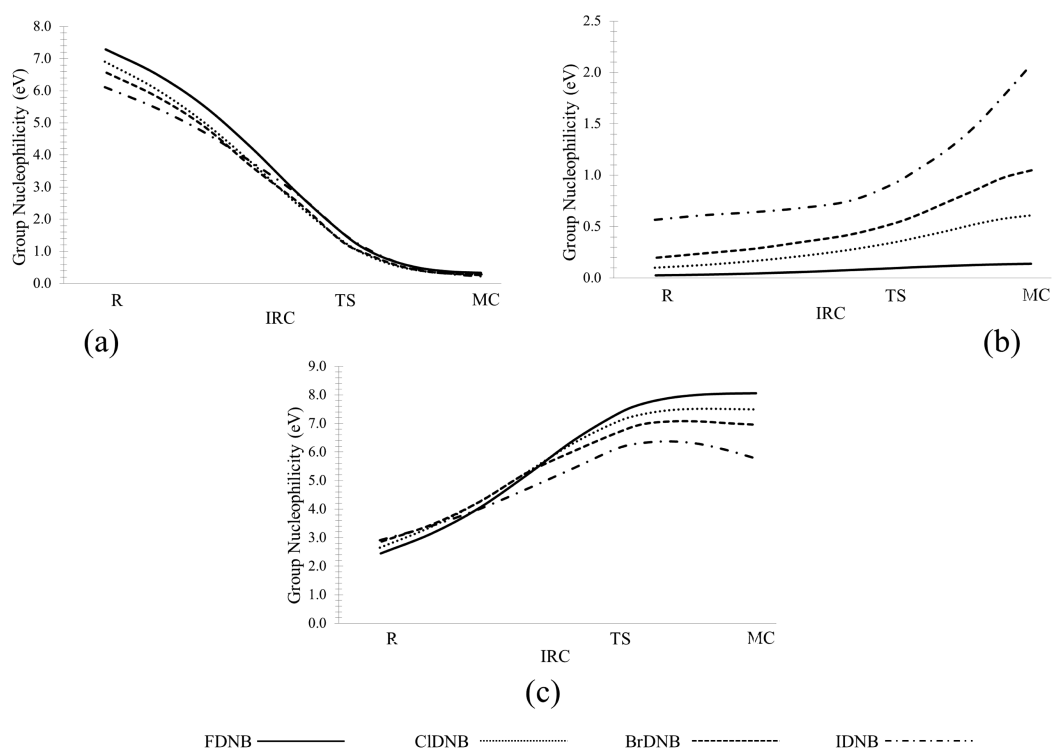 8.0
7.0
6.0
5.0
4.0
3.0
2.0
1.0
0.0
Group Nucleophilicity (eV)
R
TS
MC
IRC
(a)
2.5
2.0
1.5
1.0
0.5
0.0
Group Nucleophilicity (eV)
R
TS
MC
IRC
(b)
9.0
8.0
7.0
6.0
5.0
4.0
3.0
2.0
1.0
0.0
Group Nucleophilicity (eV)
R
TS
MC
IRC
(c)
FDNB ClDNB BrDNB IDNB